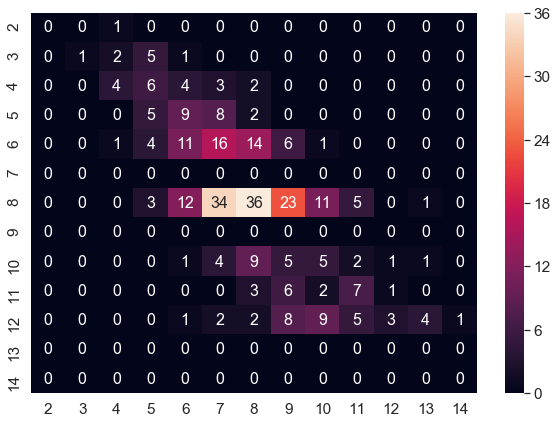 2 0 0 1 0 0 0 0 0 0 0 0 0 0 36
3 0 1 2 5 1 0 0 0 0 0 0 0 0
4 0 0 4 6 4 3 2 0 0 0 0 0 0 30
5 0 0 0 5 9 8 2 0 0 0 0 0 0
6 0 0 1 4 11 16 14 6 1 0 0 0 0 24
7 0 0 0 0 0 0 0 0 0 0 0 0 0
8 0 0 0 3 12 34 36 23 11 5 0 1 0 18
9 0 0 0 0 0 0 0 0 0 0 0 0 0
10 0 0 0 0 1 4 9 5 5 2 1 1 0 12
11 0 0 0 0 0 0 3 6 2 7 1 0 0
12 0 0 0 0 1 2 2 8 9 5 3 4 1 6
13 0 0 0 0 0 0 0 0 0 0 0 0 0
14 0 0 0 0 0 0 0 0 0 0 0 0 0 0
2 3 4 5 6 7 8 9 10 11 12 13 14